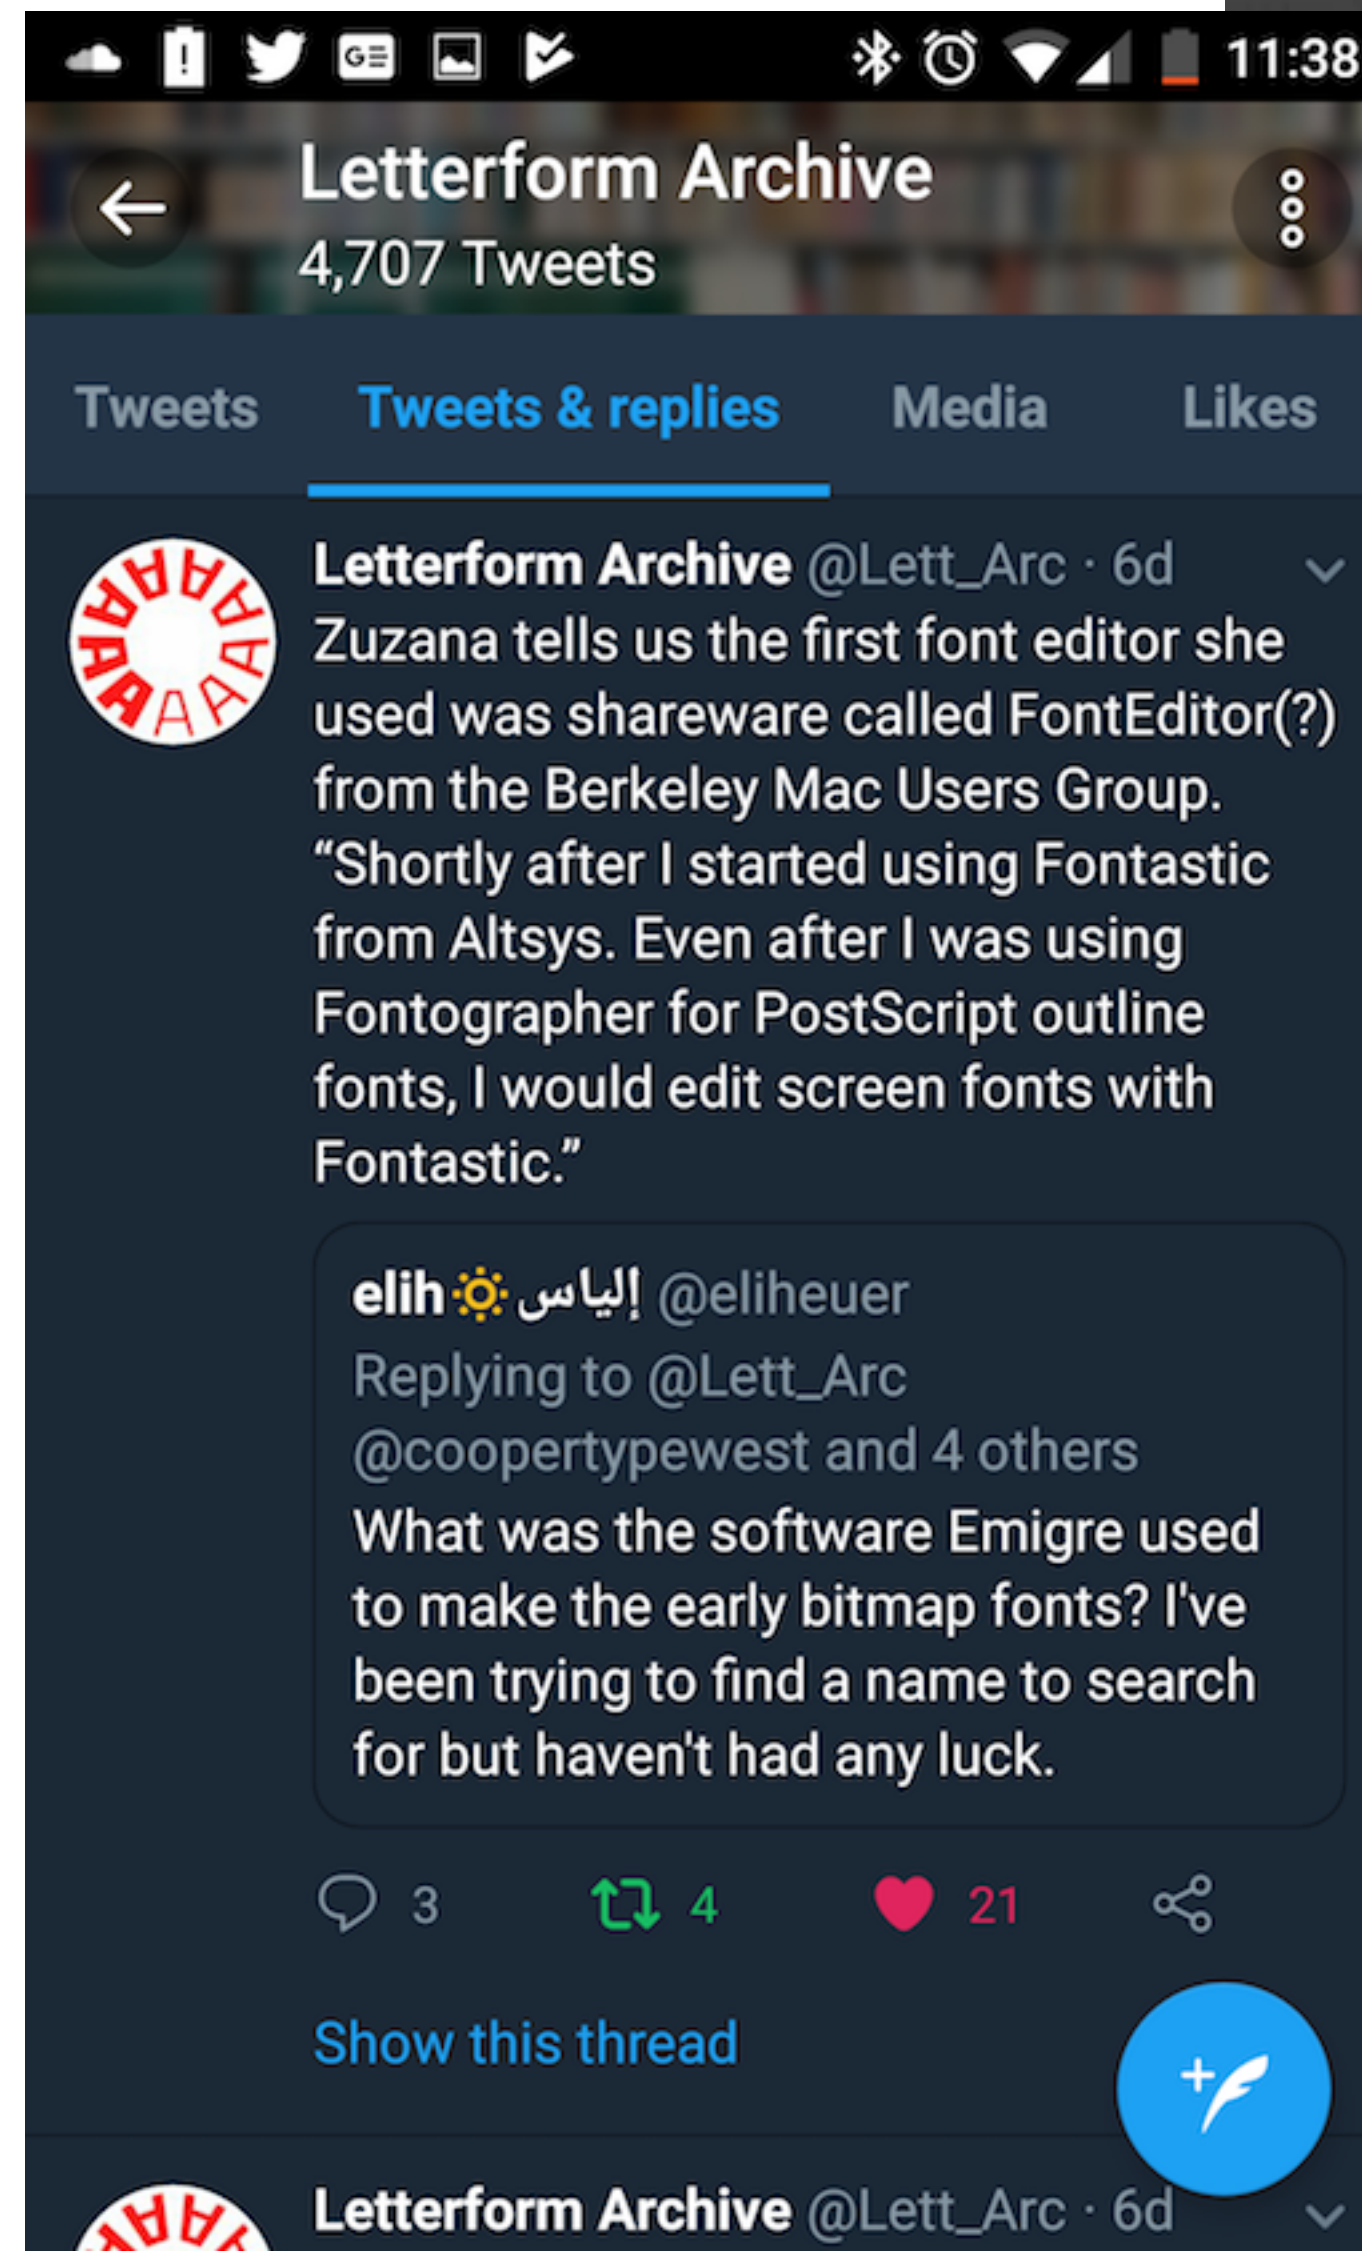 11:38
Letterform Archive
4,707 Tweets
Tweets Tweets & replies Media Likes
Letterform Archive @Lett_Arc · 6d
Zuzana tells us the first font editor she
used was shareware called FontEditor(?)
from the Berkeley Mac Users Group.
“Shortly after I started using Fontastic
from Altsys. Even after I was using
Fontographer for PostScript outline
fonts, I would edit screen fonts with
Fontastic.”
elih🔅إلياس @eliheuer
Replying to @Lett_Arc
@coopertypewest and 4 others
What was the software Emigre used
to make the early bitmap fonts? I've
been trying to find a name to search
for but haven't had any luck.
3 4 21
Show this thread
Letterform Archive @Lett_Arc · 6d